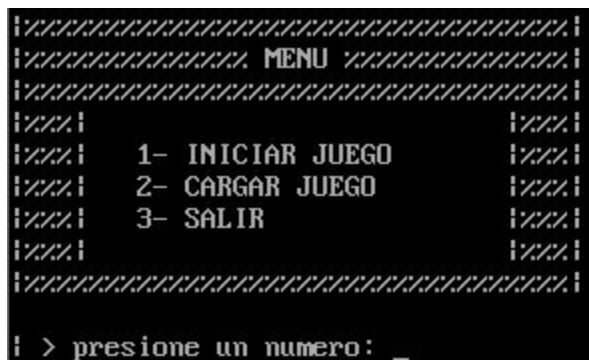 MENU
1- INICIAR JUEGO
2- CARGAR JUEGO
3- SALIR
¦ > presione un numero: _